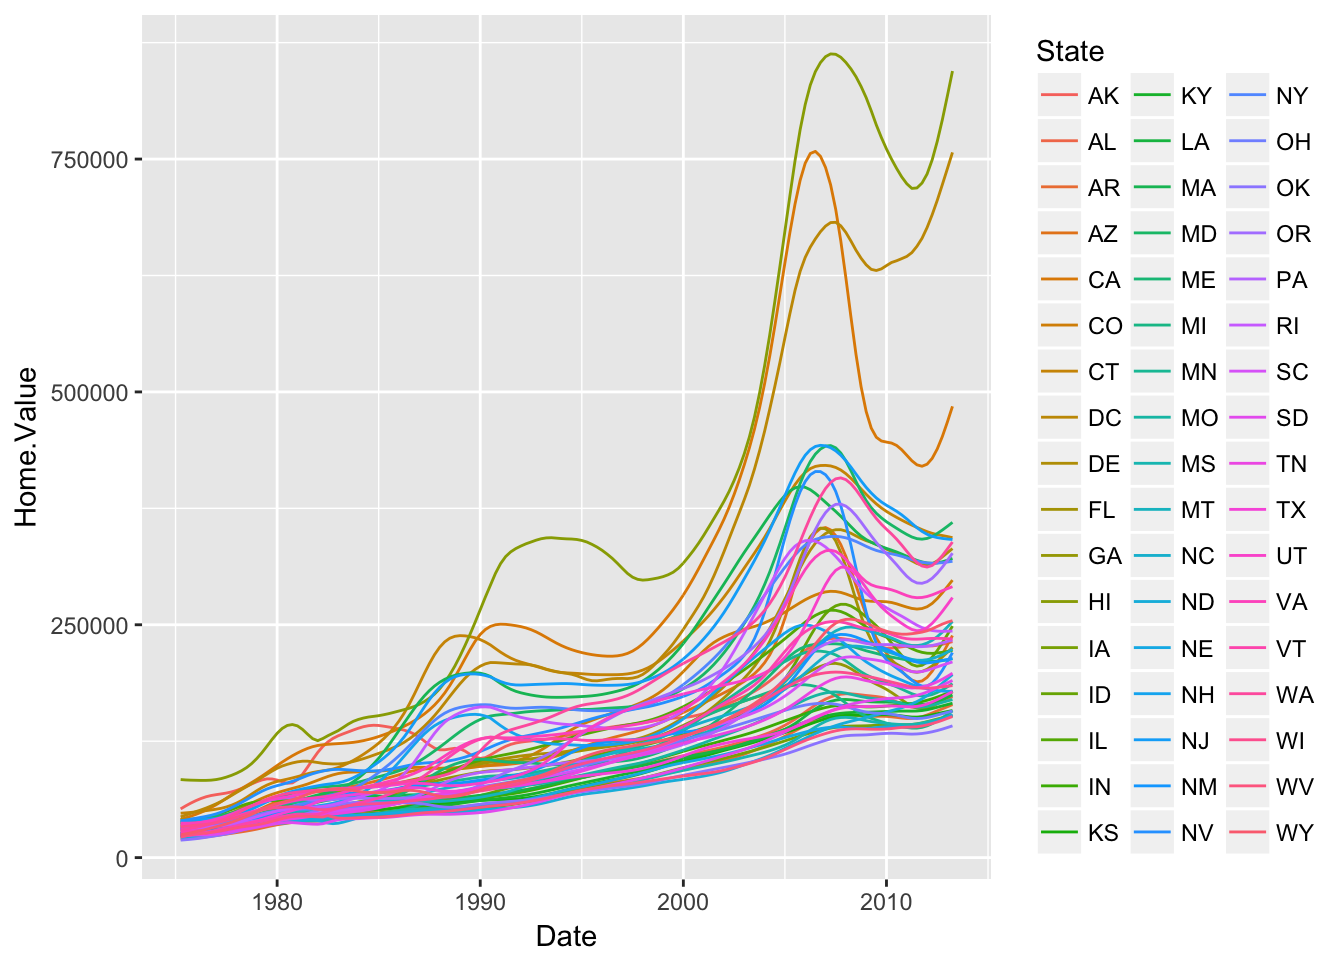 State
AK KY NY
AL LA OH
AR MA OK
AZ MD OR
CA ME PA
CO MI RI
CT MN SC
DC MO SD
DE MS TN
FL MT TX
GA NC UT
HI ND VA
IA NE VT
ID NH WA
IL NJ WI
IN NM WV
KS NV WY
750000
500000
250000
0
Home.Value
1980 1990 2000 2010
Date